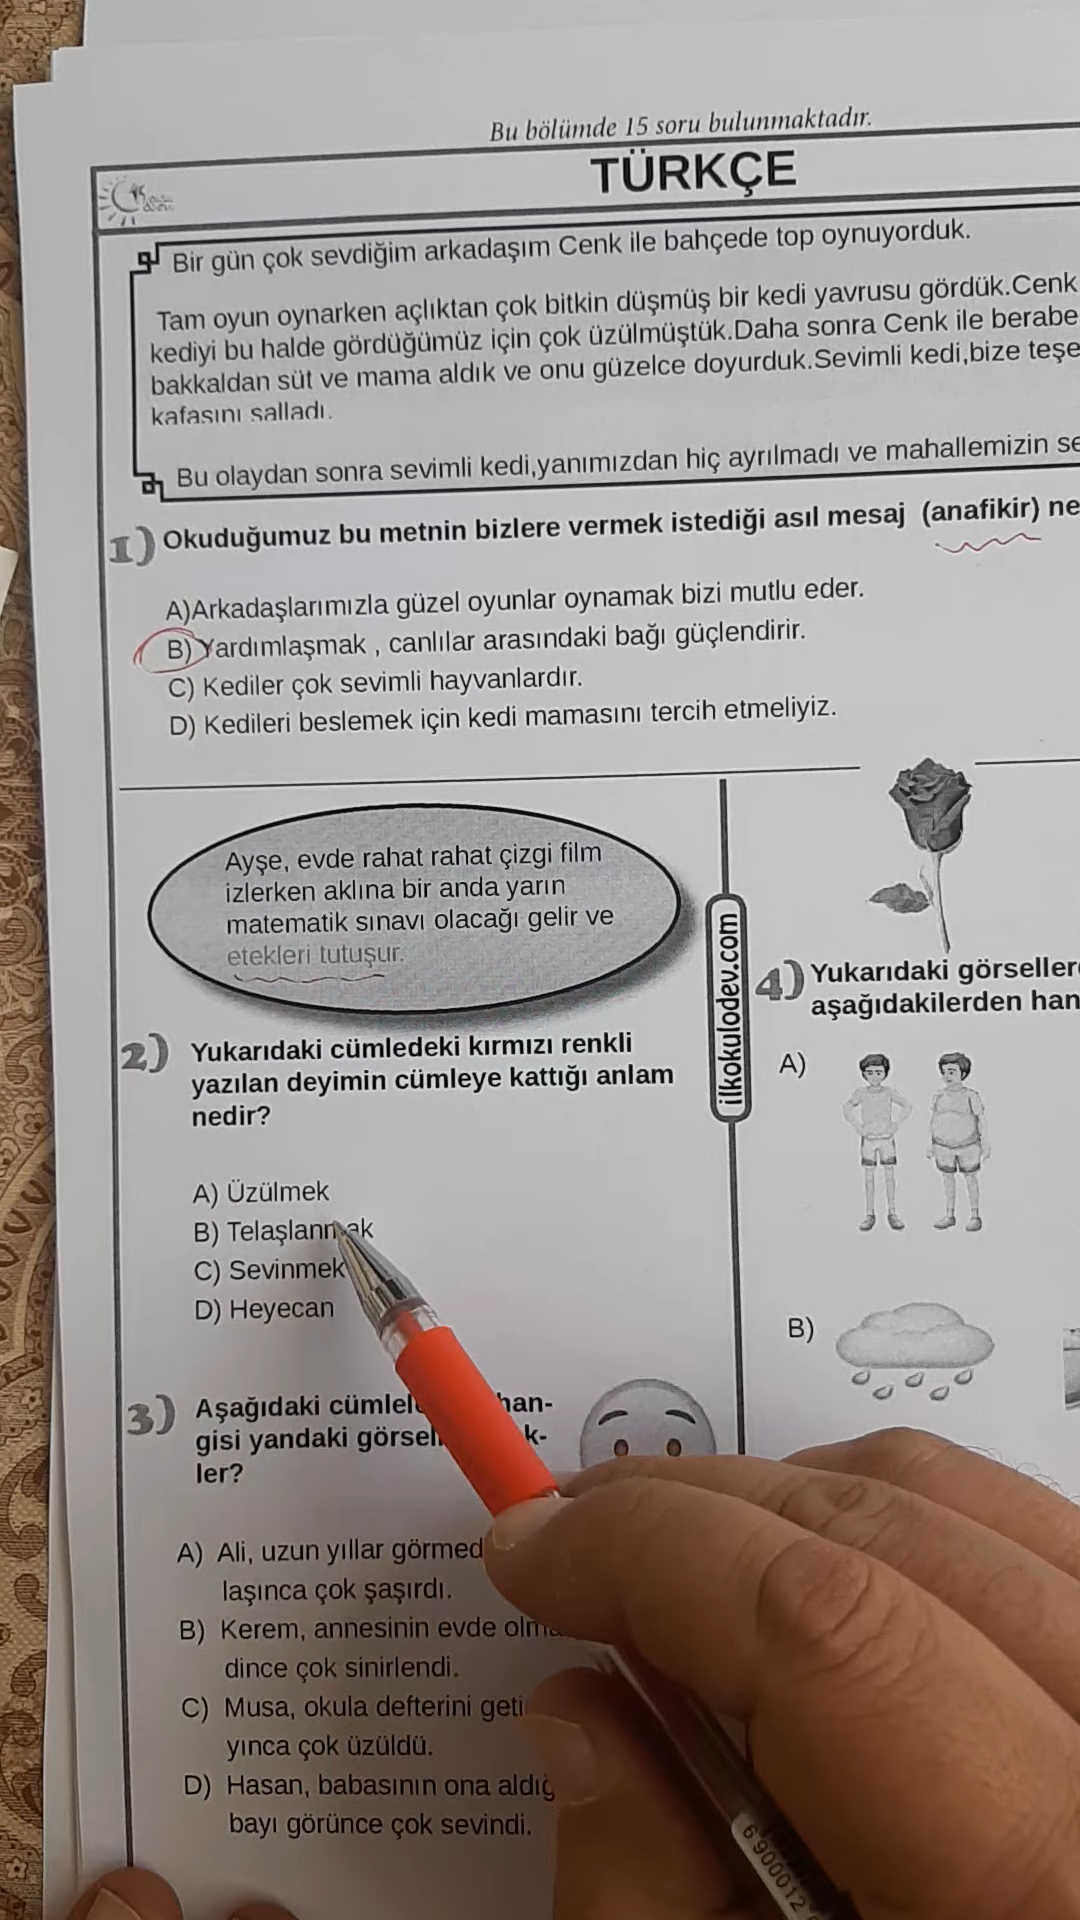 Bu bölümde 15 soru bulunmaktadır.
TÜRKÇE
Bir gün çok sevdiğim arkadaşım Cenk ile bahçede top oynuyorduk.
Tam oyun oynarken açlıktan çok bitkin düşmüş bir kedi yavrusu gördük.Cenk
kediyi bu halde gördüğümüz için çok üzülmüştük.Daha sonra Cenk ile berabe
bakkaldan süt ve mama aldık ve onu güzelce doyurduk.Sevimli kedi,bize teşe
kafasını salladı.
Bu olaydan sonra sevimli kedi,yanımızdan hiç ayrılmadı ve mahallemizin se
1) Okuduğumuz bu metnin bizlere vermek istediği asıl mesaj (anafikir) ne
A)Arkadaşlarımızla güzel oyunlar oynamak bizi mutlu eder.
B) Yardımlaşmak , canlılar arasındaki bağı güçlendirir.
C) Kediler çok sevimli hayvanlardır.
D) Kedileri beslemek için kedi mamasını tercih etmeliyiz.
Ayşe, evde rahat rahat çizgi film
izlerken aklına bir anda yarın
matematik sınavı olacağı gelir ve
etekleri tutuşur.
2) Yukarıdaki cümledeki kırmızı renkli
yazılan deyimin cümleye kattığı anlam
nedir?
A) Üzülmek
B) Telaşlanmak
C) Sevinmek
D) Heyecan
3) Aşağıdaki cümlel han-
gisi yandaki görsel k-
ler?
A) Ali, uzun yıllar görmed
laşınca çok şaşırdı.
B) Kerem, annesinin evde olma
dince çok sinirlendi.
C) Musa, okula defterini geti
yınca çok üzüldü.
D) Hasan, babasının ona aldığ
bayı görünce çok sevindi.
ilkokulodev.com
4) Yukarıdaki görseller
aşağıdakilerden han
A)
B)
6900012